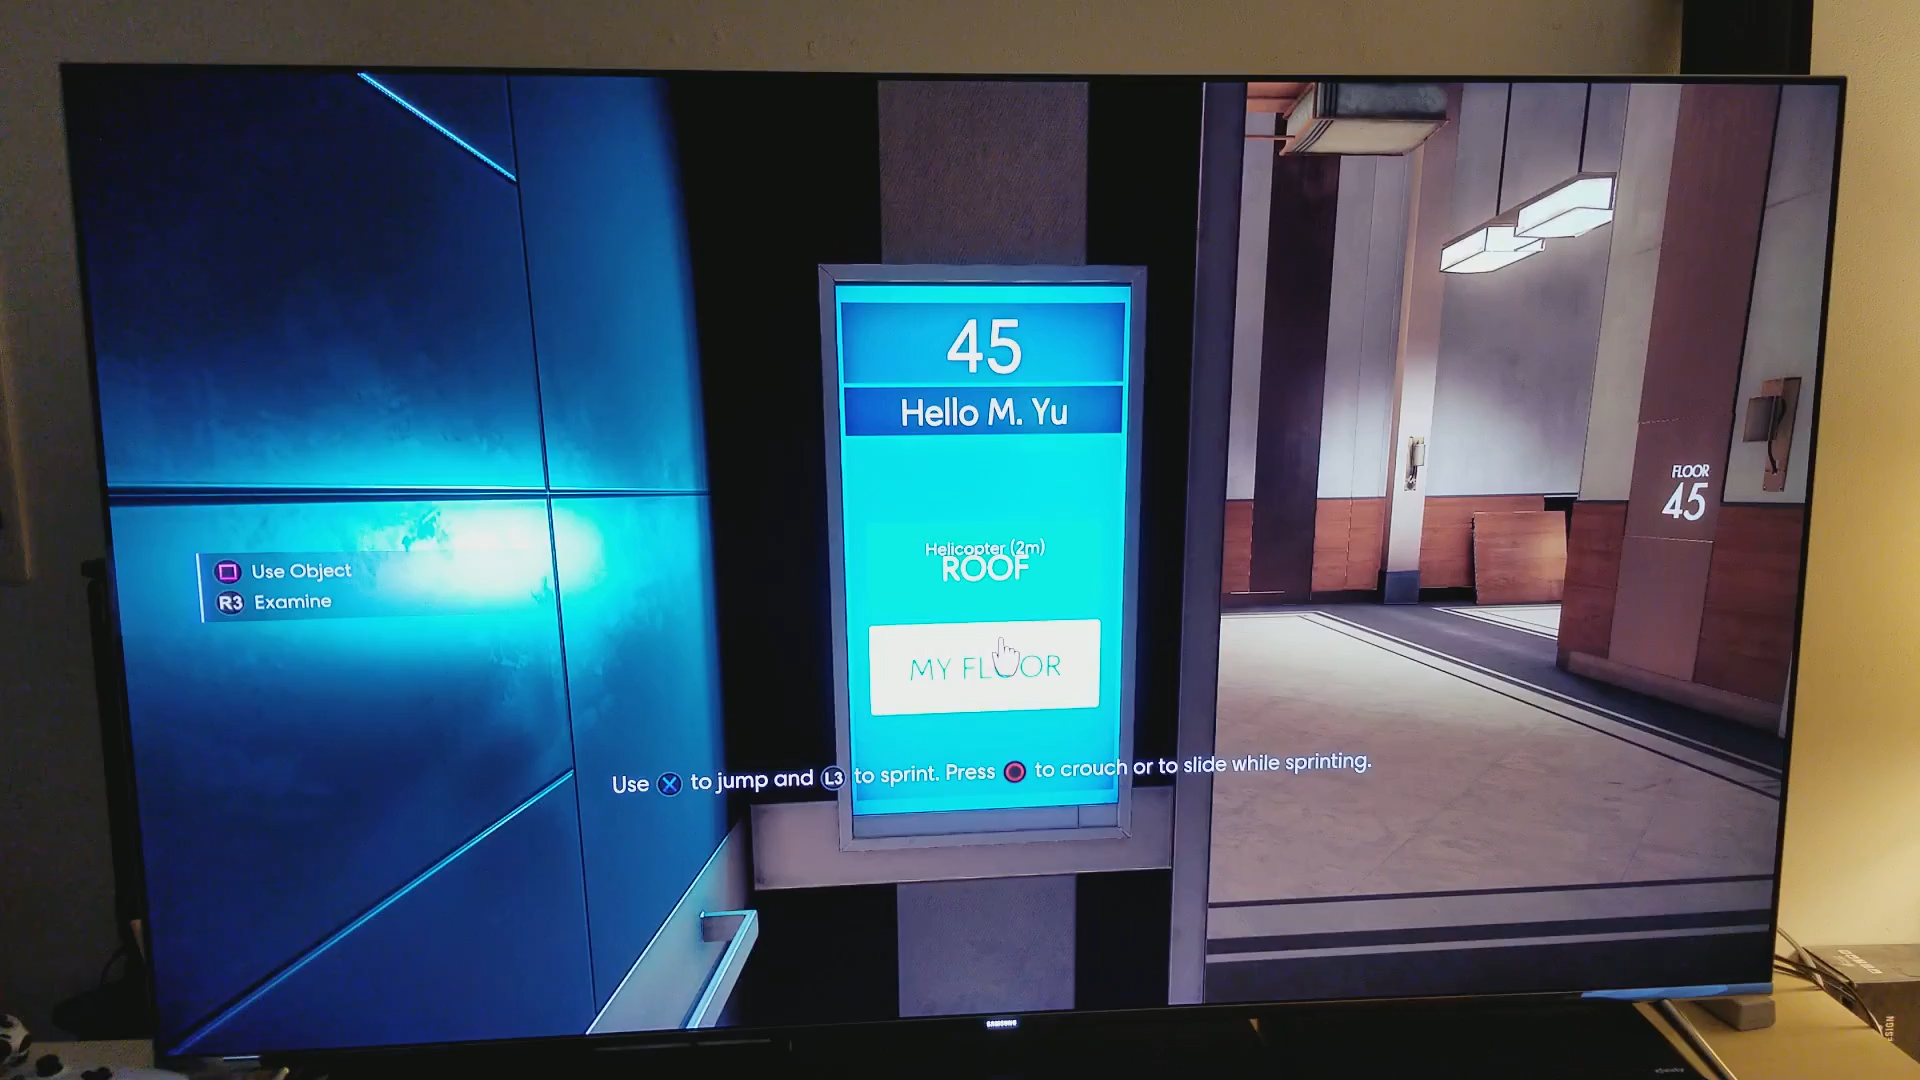 45
Hello M. Yu
Helicopter (2m)
ROOF
MY FLOOR
FLOOR
45
Use Object
R3 Examine
Use X to jump and L3 to sprint. Press O to crouch or to slide while sprinting.
SAMSUNG